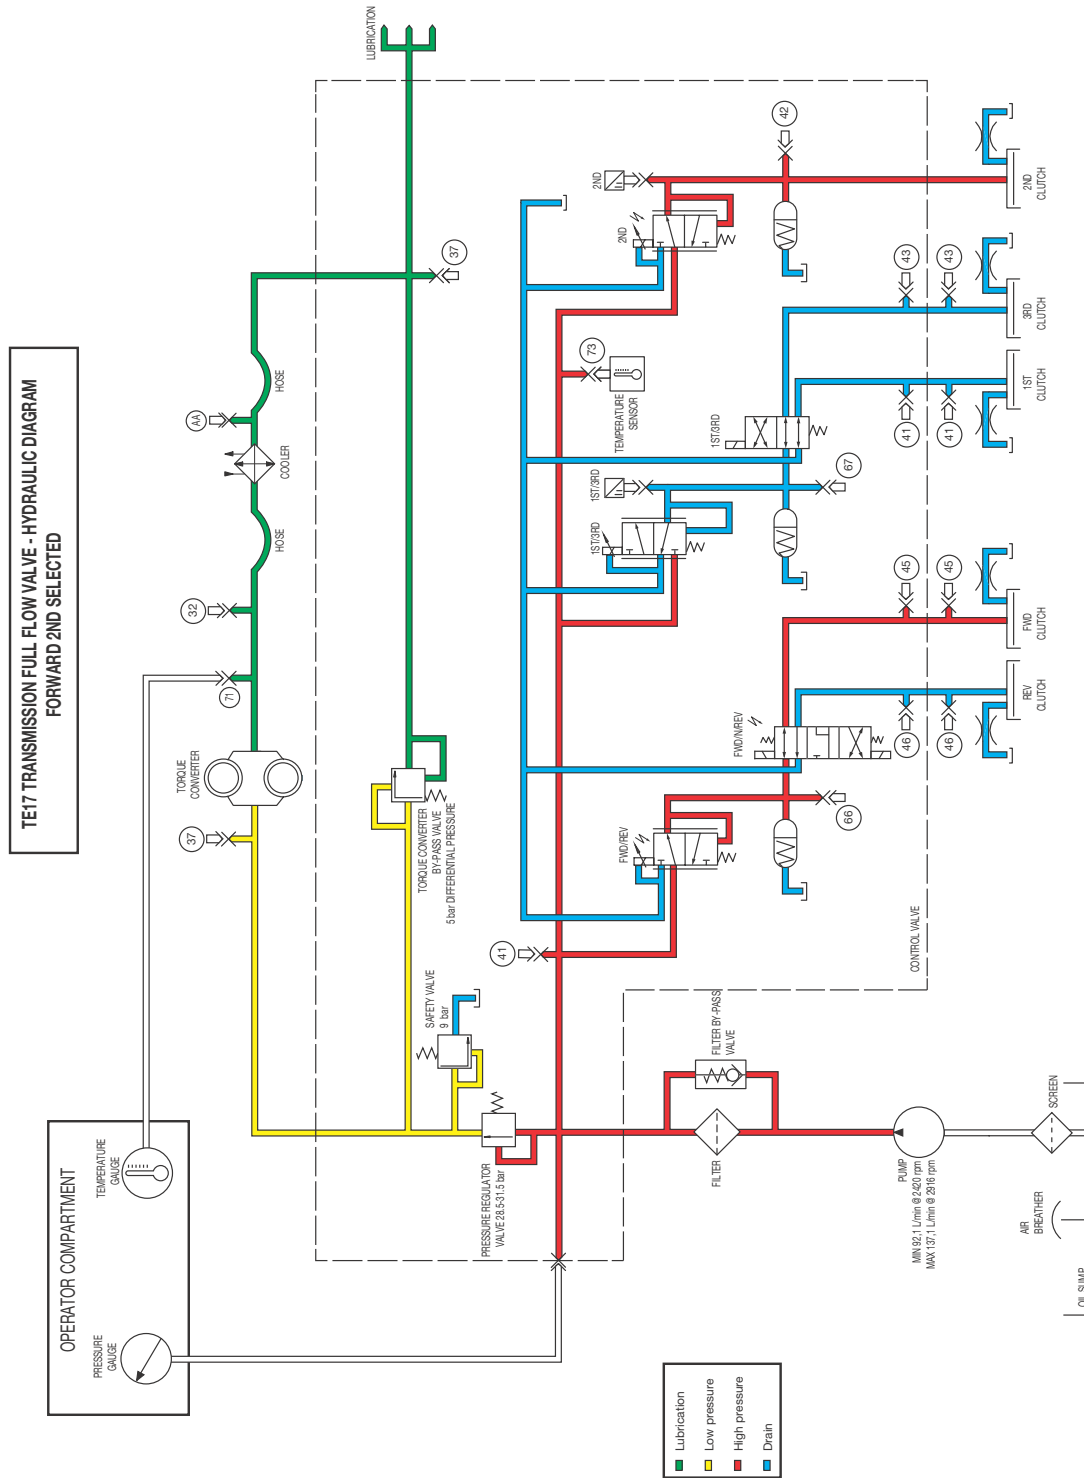 TE17 TRANSMISSION FULL FLOW VALVE - HYDRAULIC DIAGRAM
FORWARD 2ND SELECTED
OPERATOR COMPARTMENT
PRESSURE
GAUGE
TEMPERATURE
GAUGE
37
TORQUE
CONVERTER
71
32
HOSE
COOLER
AA
HOSE
37
LUBRICATION
PRESSURE REGULATOR
VALVE 28.5-31.5 bar
SAFETY VALVE
9 bar
TORQUE CONVERTER
BY-PASS VALVE
5 bar DIFFERENTIAL PRESSURE
41
FWD/REV
66
FWD/N/REV
1ST/3RD
1ST/3RD
67
1ST/3RD
TEMPERATURE
SENSOR
73
2ND
2ND
42
CONTROL VALVE
46
46
45
45
41
41
43
43
REV
CLUTCH
FWD
CLUTCH
1ST
CLUTCH
3RD
CLUTCH
2ND
CLUTCH
FILTER BY-PASS
VALVE
FILTER
PUMP
MIN 92,1 L/min @ 2420 rpm
MAX 137,1 L/min @ 2916 rpm
SCREEN
AIR
BREATHER
OIL SUMP
Lubrication
Low pressure
High pressure
Drain